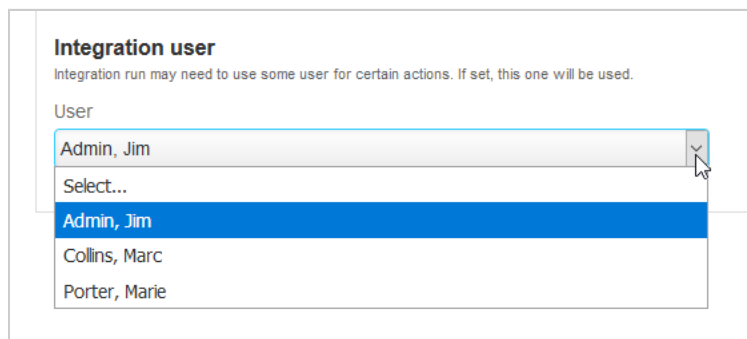 Integration user
Integration run may need to use some user for certain actions. If set, this one will be used.
User
Admin, Jim
Select...
Admin, Jim
Collins, Marc
Porter, Marie